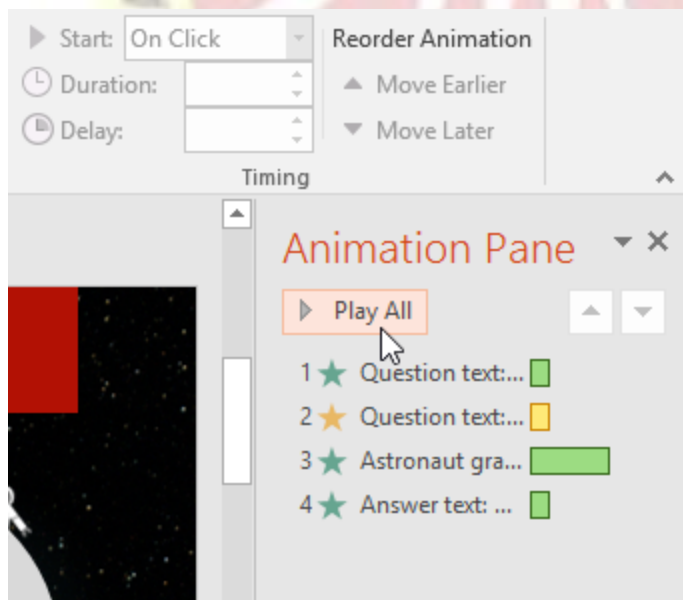 Start: On Click
Duration:
Delay:
Reorder Animation
Move Earlier
Move Later
Timing
Animation Pane
Play All
1 Question text:...
2 Question text:...
3 Astronaut gra...
4 Answer text: ...